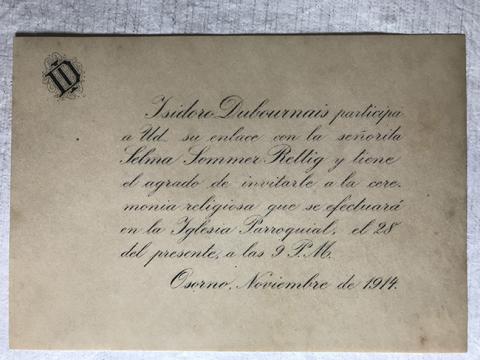 ID
Isidoro Dubournais participa
a Ud. su enlace con la señorita
Selma Sommer Rettig y tiene
el agrado de invitarle a la cere-
monia religiosa que se efectuará
en la Iglesia Parroquial, el 28
del presente, a las 9 P.M.
Osorno, Noviembre de 1914.